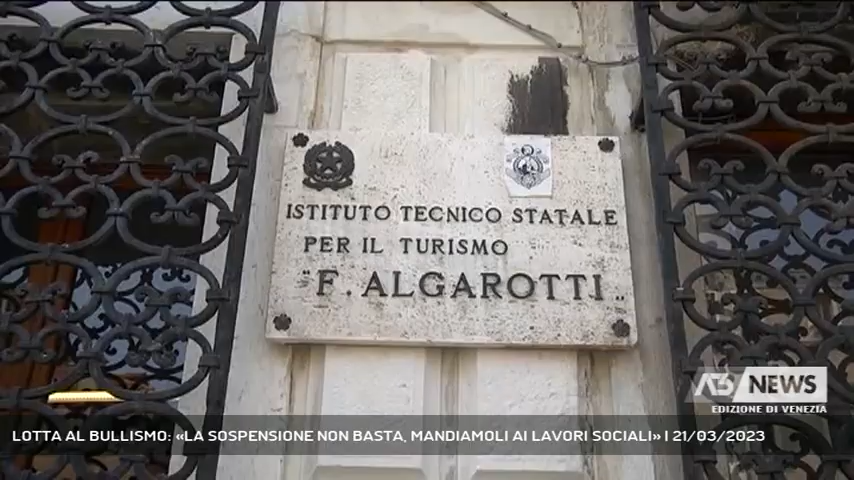 ISTITUTO TECNICO STATALE
PER IL TURISMO
"F. ALGAROTTI"
A3 NEWS
EDIZIONE DI VENEZIA
LOTTA AL BULLISMO: «LA SOSPENSIONE NON BASTA, MANDIAMOLI AI LAVORI SOCIALI» | 21/03/2023